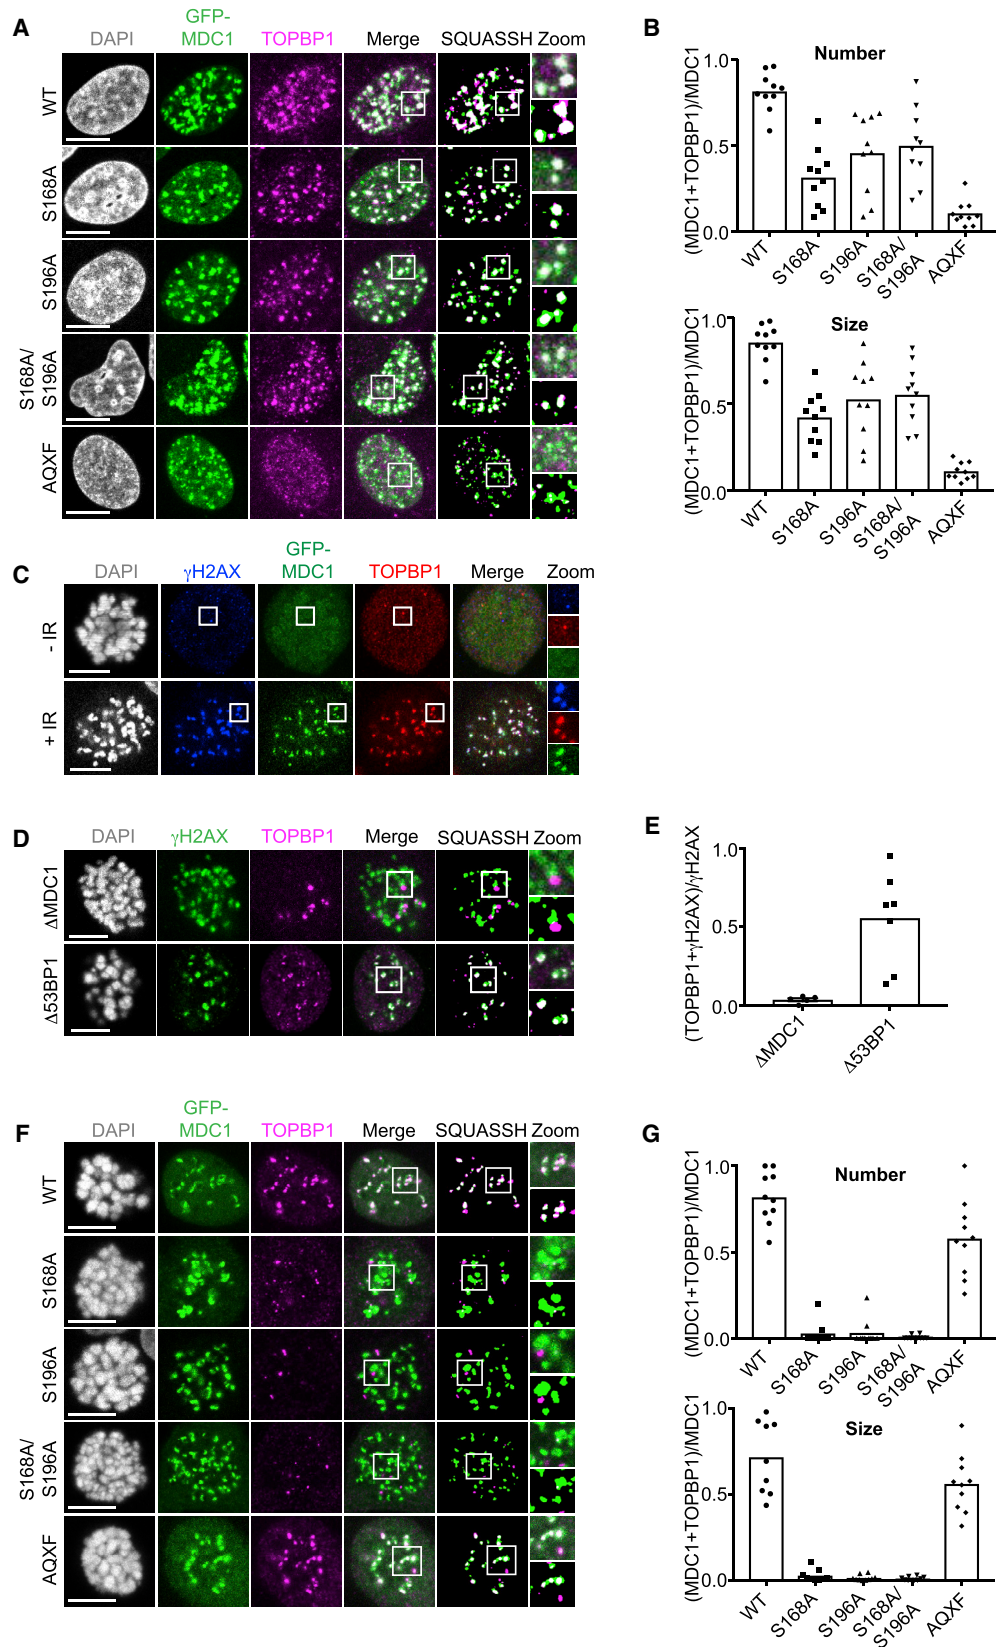 A
DAPI
GFP-
MDC1
TOPBP1
Merge
SQUASSH
Zoom
WT
S168A
S196A
S168A/
S196A
AQXF
B
Number
(MDC1+TOPBP1)/MDC1
1.0
0.5
0.0
WT
S168A
S196A
S168A/
S196A
AQXF
Size
(MDC1+TOPBP1)/MDC1
1.0
0.5
0.0
WT
S168A
S196A
S168A/
S196A
AQXF
C
DAPI
γH2AX
GFP-
MDC1
TOPBP1
Merge
Zoom
- IR
+ IR
D
DAPI
γH2AX
TOPBP1
Merge
SQUASSH
Zoom
ΔMDC1
Δ53BP1
E
(TOPBP1+γH2AX)/γH2AX
1.0
0.5
0.0
ΔMDC1
Δ53BP1
F
DAPI
GFP-
MDC1
TOPBP1
Merge
SQUASSH
Zoom
WT
S168A
S196A
S168A/
S196A
AQXF
G
Number
(MDC1+TOPBP1)/MDC1
1.0
0.5
0.0
WT
S168A
S196A
S168A/
S196A
AQXF
Size
(MDC1+TOPBP1)/MDC1
1.0
0.5
0.0
WT
S168A
S196A
S168A/
S196A
AQXF